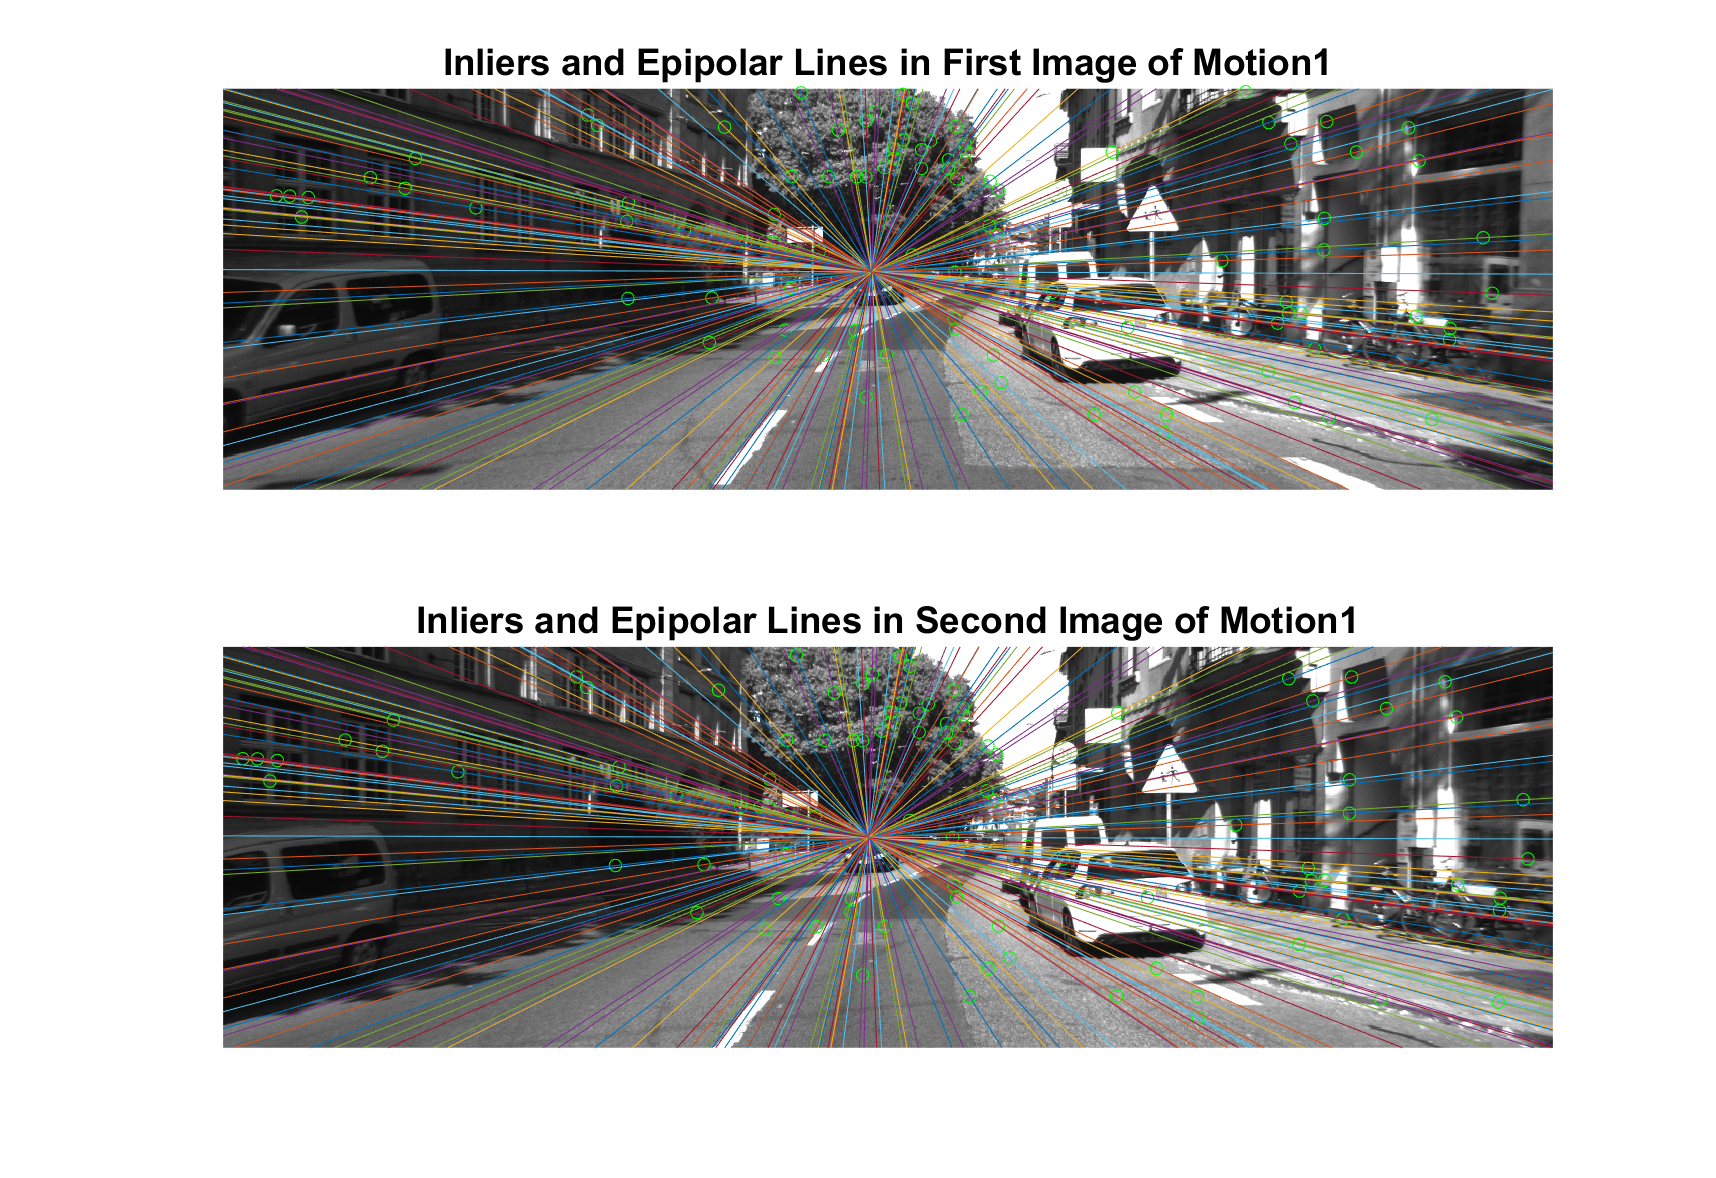 Inliers and Epipolar Lines in First Image of Motion1
Inliers and Epipolar Lines in Second Image of Motion1